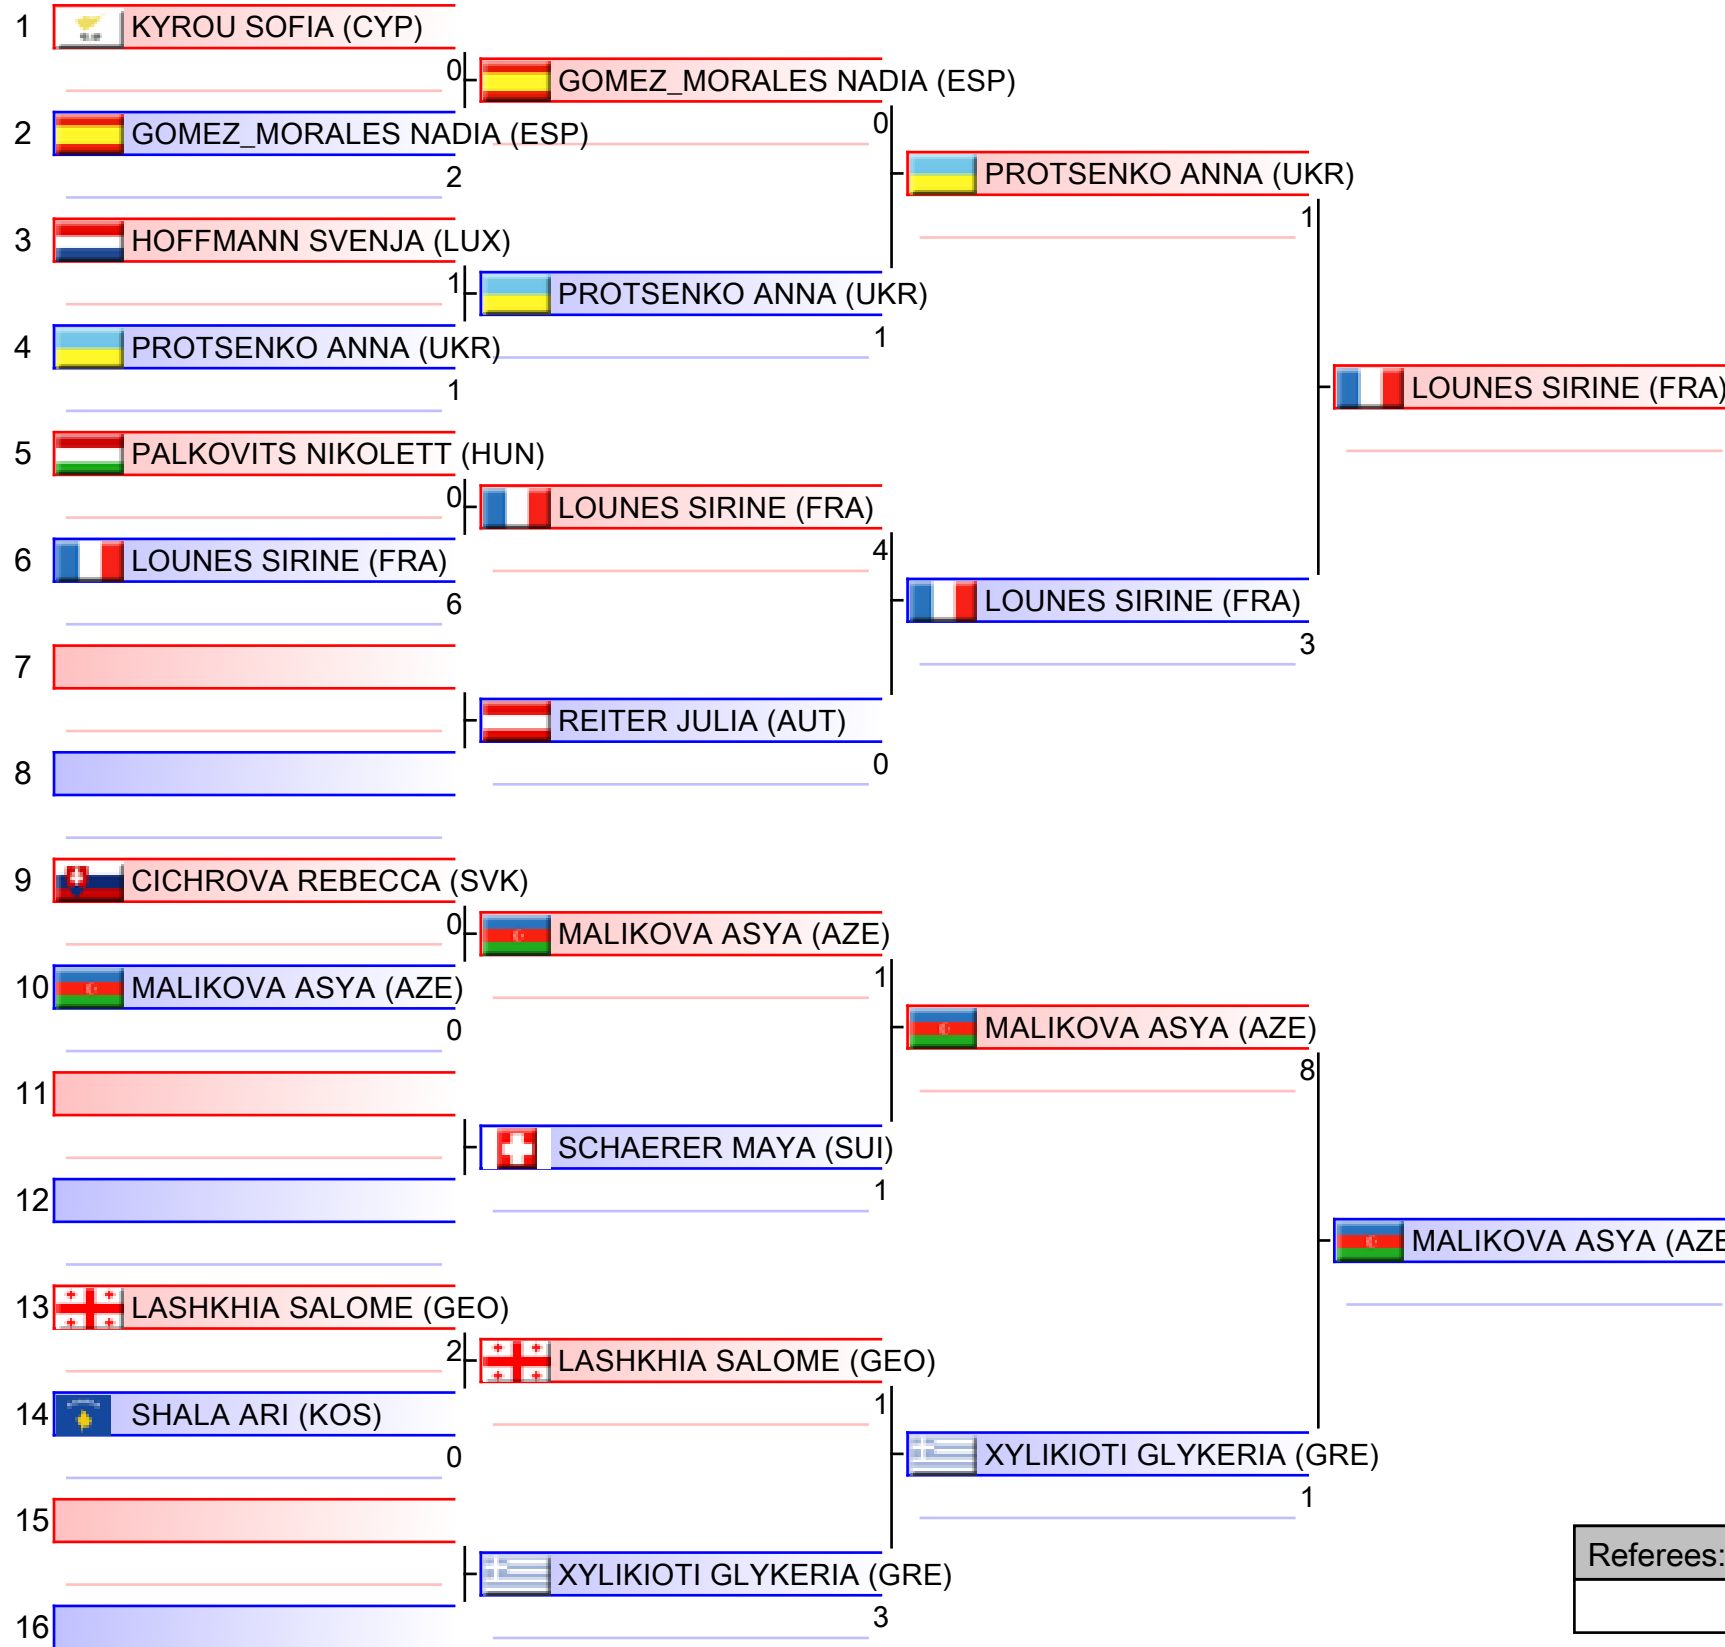 1 KYROU SOFIA (CYP)
0 GOMEZ_MORALES NADIA (ESP)
2 GOMEZ_MORALES NADIA (ESP) 0
2 PROTSENKO ANNA (UKR)
3 HOFFMANN SVENJA (LUX) 1
1 PROTSENKO ANNA (UKR)
4 PROTSENKO ANNA (UKR) 1
1 LOUNES SIRINE (FRA)
5 PALKOVITS NIKOLETT (HUN)
0 LOUNES SIRINE (FRA)
6 LOUNES SIRINE (FRA) 4
6 LOUNES SIRINE (FRA)
7 3
REITER JULIA (AUT)
8 0
9 CICHROVA REBECCA (SVK)
0 MALIKOVA ASYA (AZE)
10 MALIKOVA ASYA (AZE) 1
0 MALIKOVA ASYA (AZE)
11 8
SCHAERER MAYA (SUI)
12 1
MALIKOVA ASYA (AZE
13 LASHKHIA SALOME (GEO)
2 LASHKHIA SALOME (GEO)
14 SHALA ARI (KOS) 1
0 XYLIKIOTI GLYKERIA (GRE)
15 1
Referees:
XYLIKIOTI GLYKERIA (GRE)
16 3